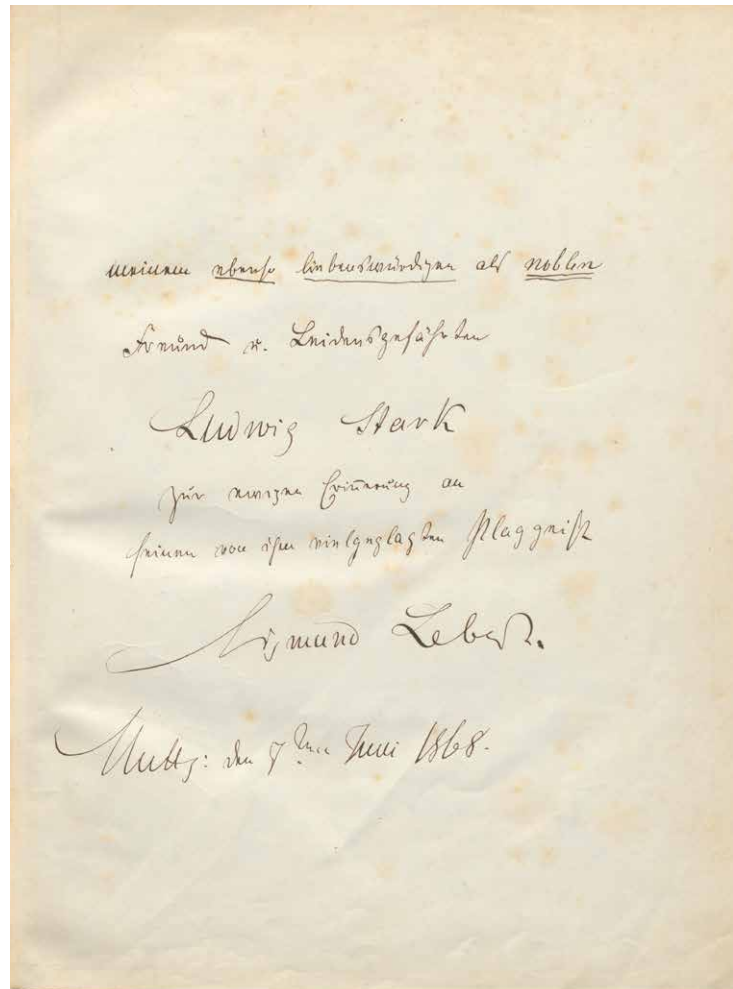 meinem ebenso liebenswürdigen als noblen
Freund u. Leidensgefährten
Ludwig Stark
zur ewigen Erinnerung an
seinen von ihm vielgeplagten Plaggeist
Sigmund Lebert.
Stuttg: den 7ten Juni 1868.